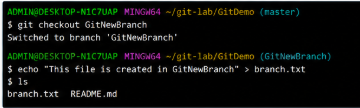 ADMIN@DESKTOP-N1C7UAP MINGW64 ~/git-lab/GitDemo (master)
$ git checkout GitNewBranch
Switched to branch 'GitNewBranch'
ADMIN@DESKTOP-N1C7UAP MINGW64 ~/git-lab/GitDemo (GitNewBranch)
$ echo "This file is created in GitNewBranch" > branch.txt
$ ls
branch.txt  README.md